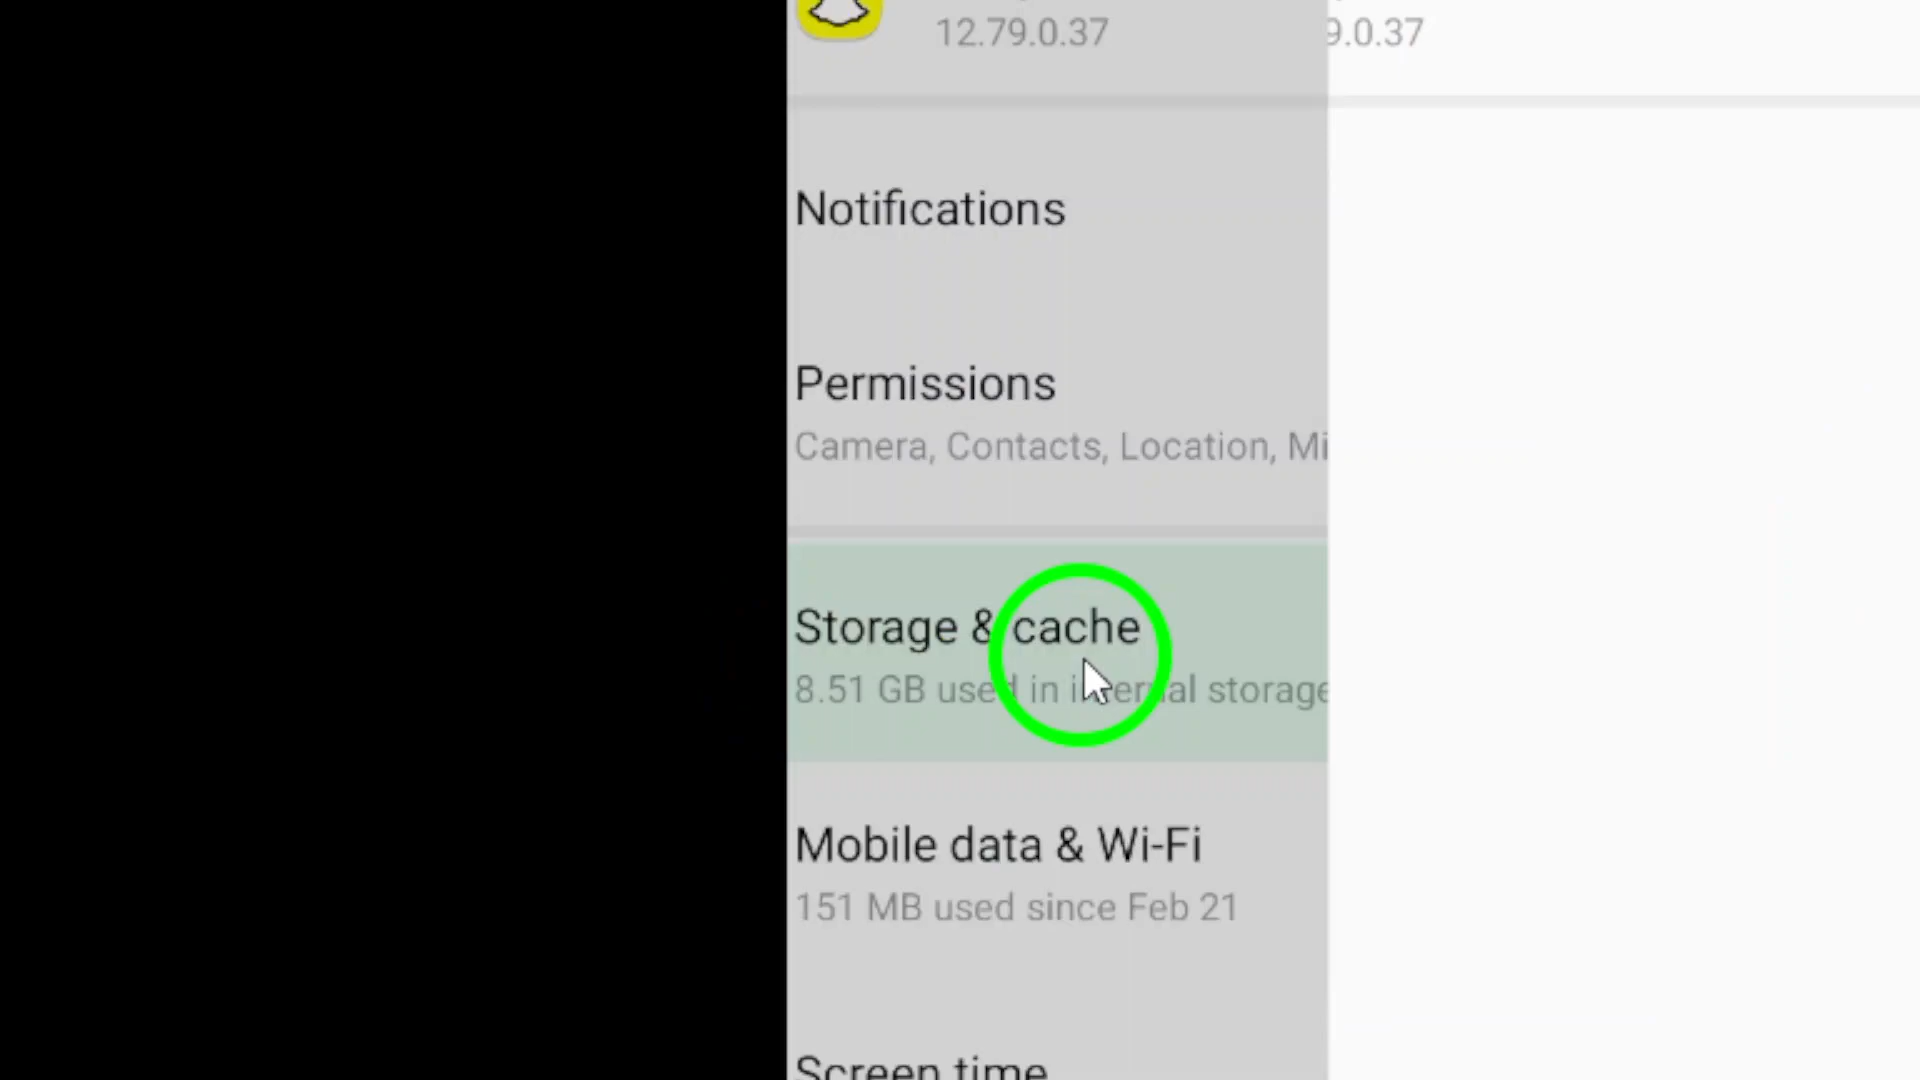 12.79.0.37
9.0.37
Notifications
Permissions
Camera, Contacts, Location, Mi
Storage & cache
8.51 GB used in internal storage
Mobile data & Wi-Fi
151 MB used since Feb 21
Screen time